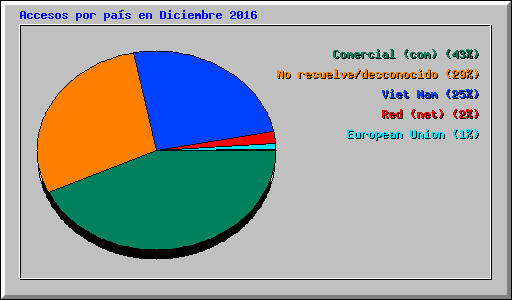 Accesos por país en Diciembre 2016
Comercial (com) (43%)
No resuelve/desconocido (29%)
Viet Nam (25%)
Red (net) (2%)
European Union (1%)